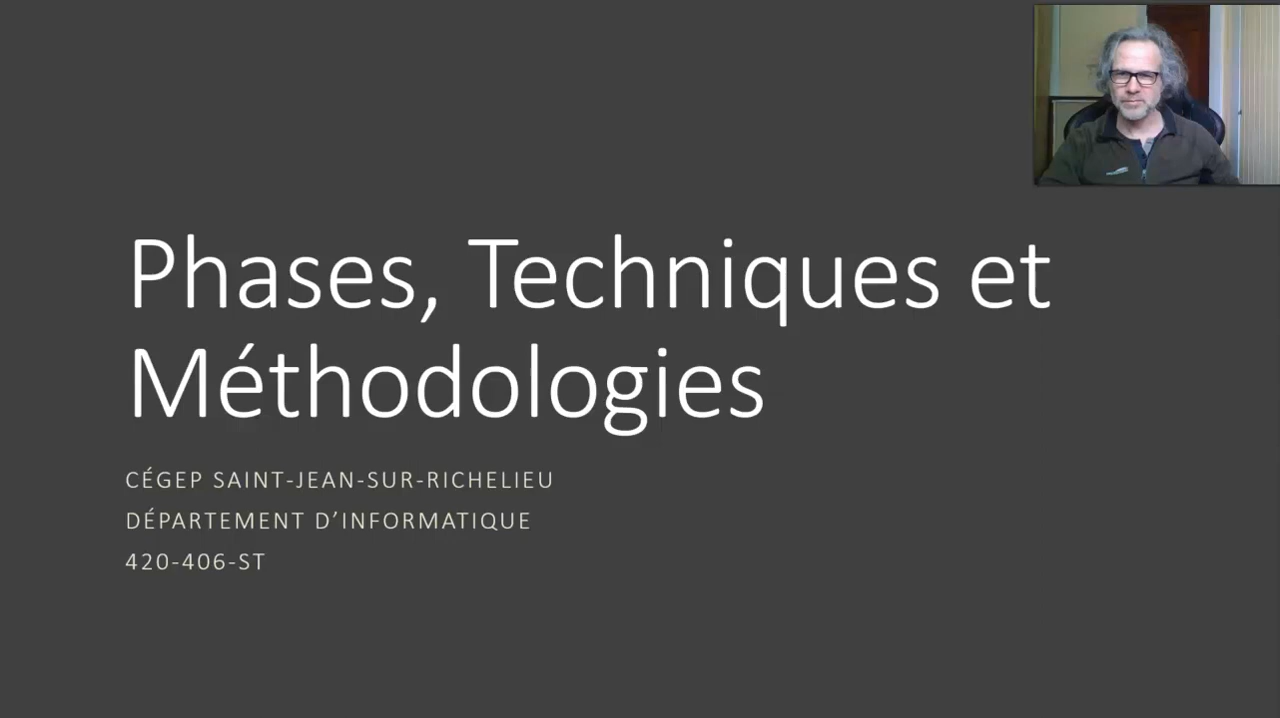 Phases, Techniques et
Méthodologies
CÉGEP SAINT-JEAN-SUR-RICHELIEU
DÉPARTEMENT D’INFORMATIQUE
420-406-ST